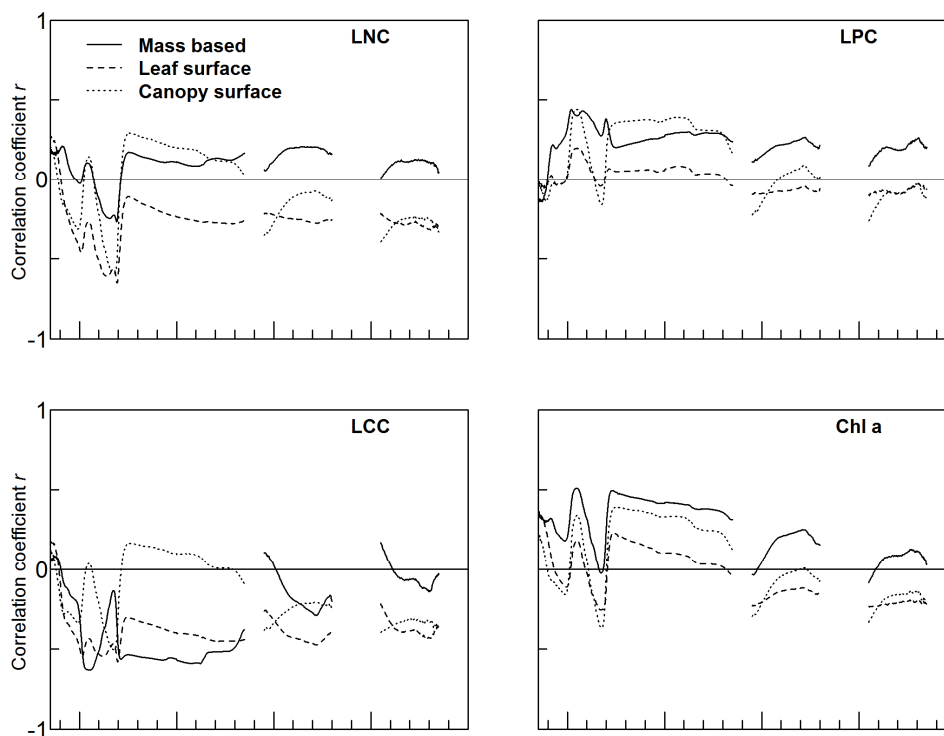 1
LNC
LPC
Mass based
Leaf surface
Canopy surface
Correlation coefficient r
0
-1
1
LCC
Chl a
Correlation coefficient r
0
-1